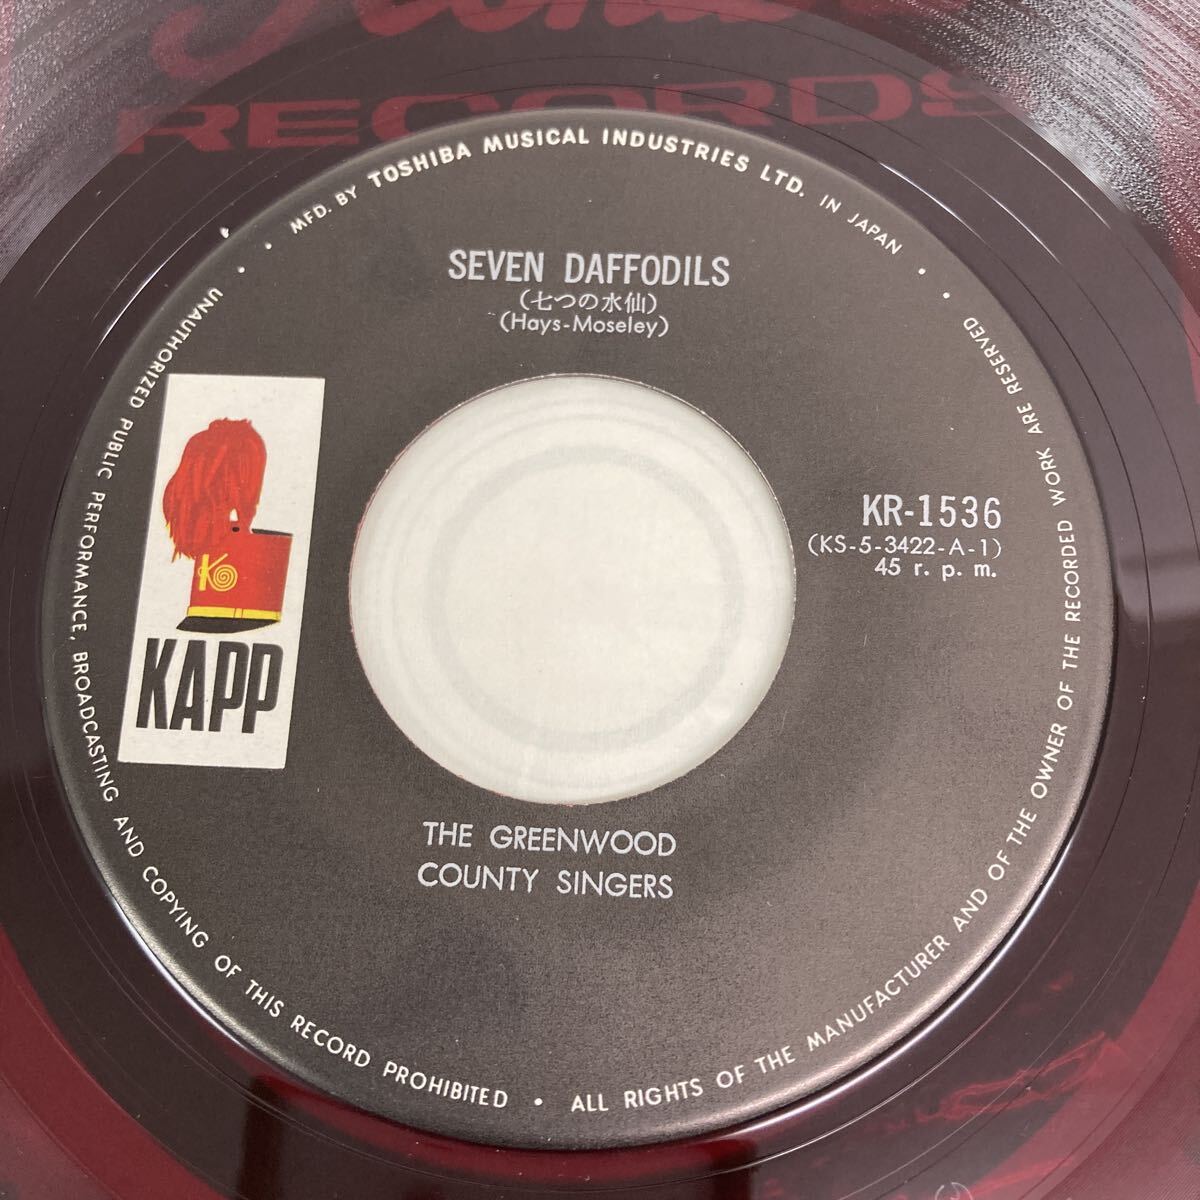 RECORDS
MFD. BY TOSHIBA MUSICAL INDUSTRIES LTD. IN JAPAN
SEVEN DAFFODILS
(七つの水仙)
(Hays-Moseley)
K
KAPP
KR-1536
(KS-5-3422-A-1)
45 r. p. m.
THE GREENWOOD
COUNTY SINGERS
UNAUTHORIZED PUBLIC PERFORMANCE, BROADCASTING AND COPYING OF THIS RECORD PROHIBITED • ALL RIGHTS OF THE MANUFACTURER AND OF THE OWNER OF THE RECORDED WORK ARE RESERVED